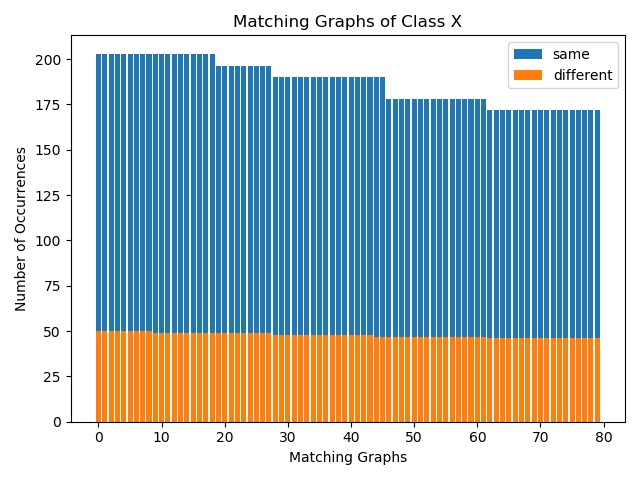 Matching Graphs of Class X
same
different
Number of Occurrences
200
175
150
125
100
75
50
25
0
0 10 20 30 40 50 60 70 80
Matching Graphs